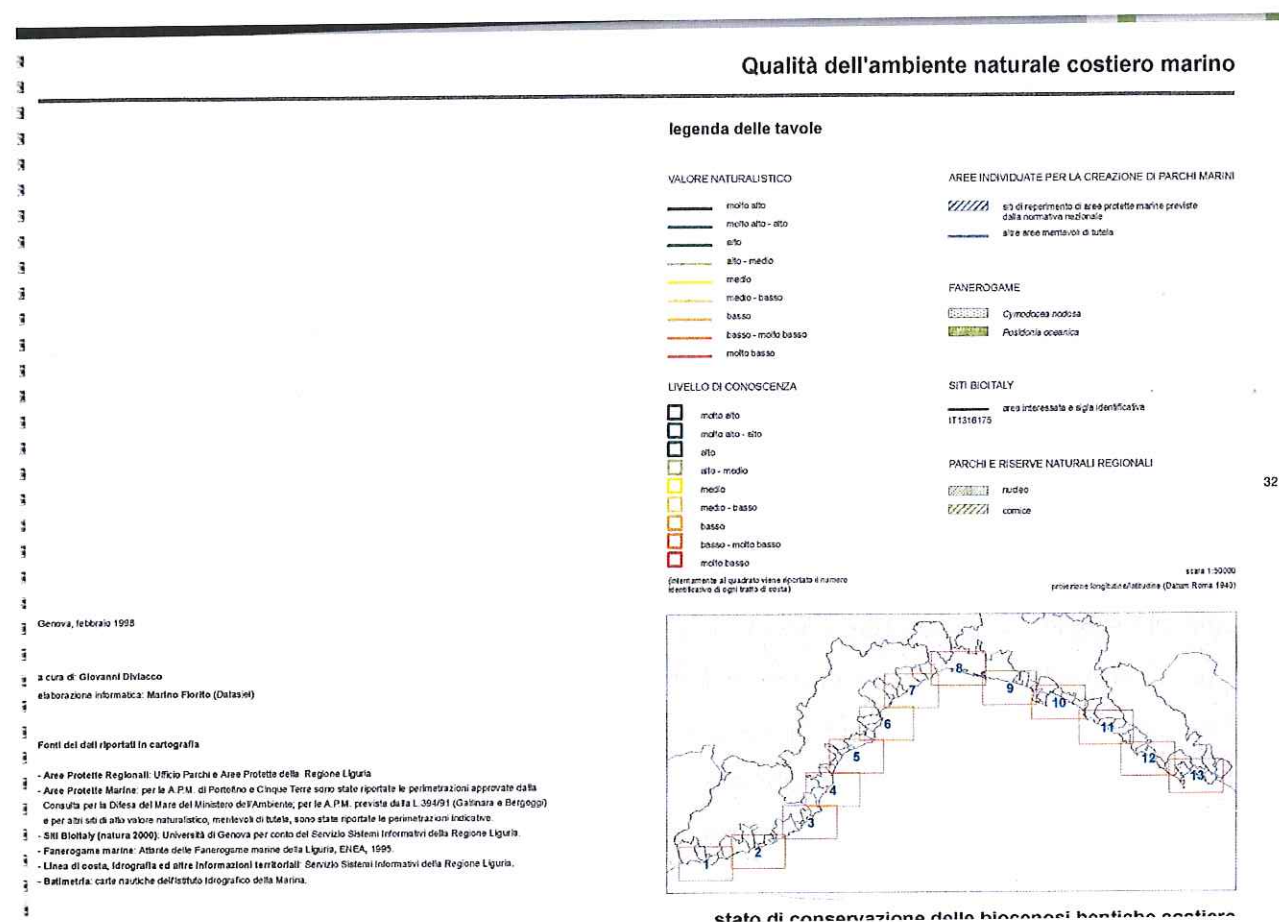 Qualità dell'ambiente naturale costiero marino
legenda delle tavole
VALORE NATURALISTICO
molto alto
molto alto - alto
alto
alto - medio
medio
medio - basso
basso
basso - molto basso
molto basso
LIVELLO DI CONOSCENZA
molto alto
molto alto - alto
alto
alto - medio
medio
medio - basso
basso
basso - molto basso
molto basso
(internamente al quadrato viene riportato il numero
identificativo di ogni tratto di costa)
AREE INDIVIDUATE PER LA CREAZIONE DI PARCHI MARINI
siti di reperimento di aree protette marine previste
dalla normativa nazionale
altre aree meritevoli di tutela
FANEROGAME
Cymodocea nodosa
Posidonia oceanica
SITI BIOITALY
area interessata e sigla identificativa
IT1316175
PARCHI E RISERVE NATURALI REGIONALI
nucleo
cornice
32
scala 1:50000
proiezione longitudine/latitudine (Datum Roma 1940)
Genova, febbraio 1998
a cura di: Giovanni Diviacco
elaborazione informatica: Marino Fiorito (Datasiel)
Fonti dei dati riportati in cartografia
- Aree Protette Regionali: Ufficio Parchi e Aree Protette della Regione Liguria
- Aree Protette Marine: per le A.P.M. di Portofino e Cinque Terre sono state riportate le perimetrazioni approvate dalla
Consulta per la Difesa del Mare del Ministero dell'Ambiente; per le A.P.M. previste dalla L.394/91 (Gallinara e Bergeggi)
e per altri siti di alto valore naturalistico, meritevoli di tutela, sono state riportate le perimetrazioni indicative.
- Siti BioItaly (natura 2000): Università di Genova per conto del Servizio Sistemi Informativi della Regione Liguria.
- Fanerogame marine: Atlante delle Fanerogame marine della Liguria, ENEA, 1995.
- Linea di costa, idrografia ed altre informazioni territoriali: Servizio Sistemi Informativi della Regione Liguria.
- Batimetria: carte nautiche dell'Istituto Idrografico della Marina.
1
2
3
4
5
6
7
8
9
10
11
12
13
stato di conservazione delle biocenosi bentiche costiere